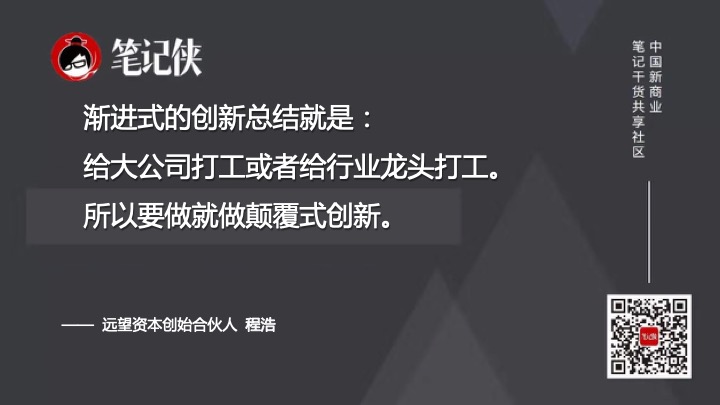 笔记侠
渐进式的创新总结就是：
给大公司打工或者给行业龙头打工。
所以要做就做颠覆式创新。
—— 远望资本创始合伙人 程浩
中国新商业
笔记干货共享社区